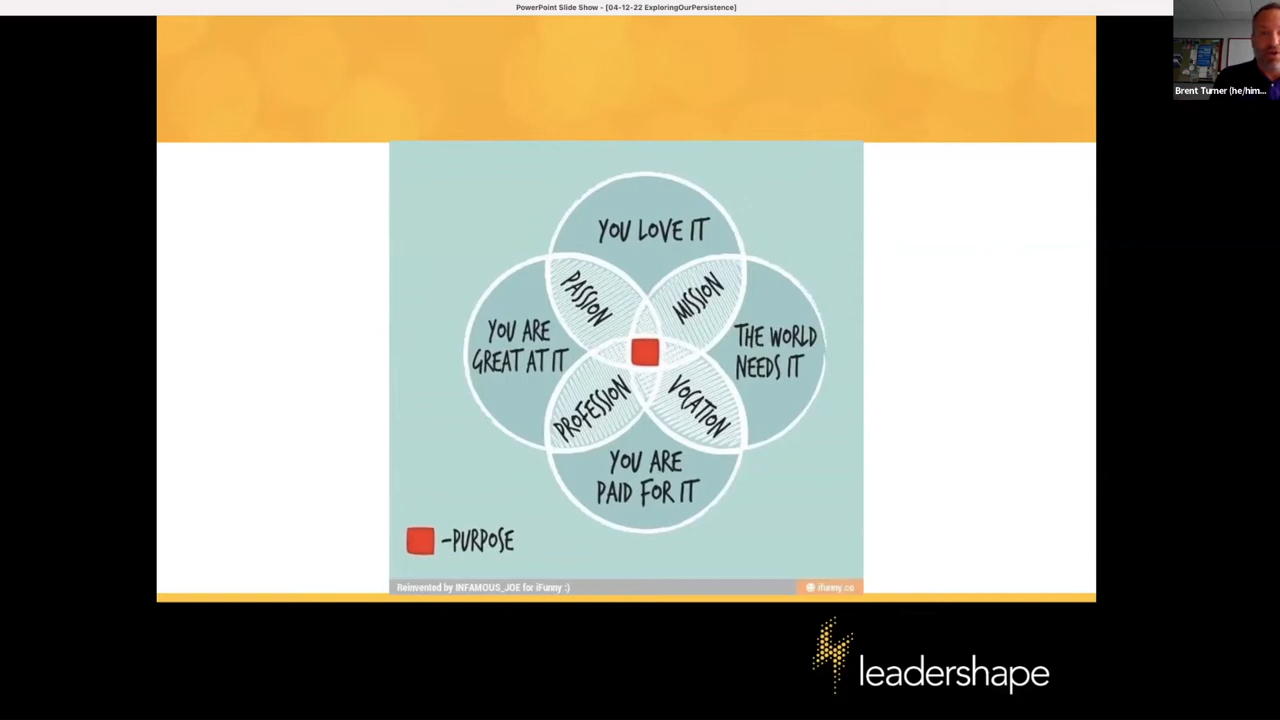 PowerPoint Slide Show - [04-12-22 ExploringOurPersistence]
Brent Turner (he/him...
YOU LOVE IT
PASSION
MISSION
YOU ARE
GREAT AT IT
THE WORLD
NEEDS IT
PROFESSION
VOCATION
YOU ARE
PAID FOR IT
-PURPOSE
Reinvented by INFAMOUS_JOE for iFunny :)
ifunny.co
leadershape